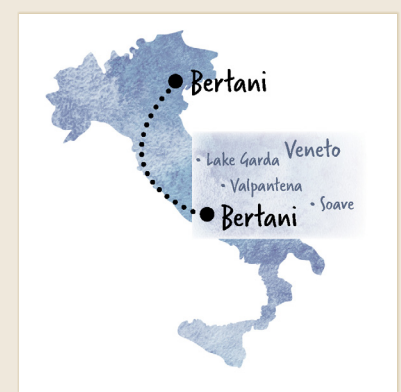 Bertani
Veneto
• Lake Garda
• Valpantena
• Soave
Bertani